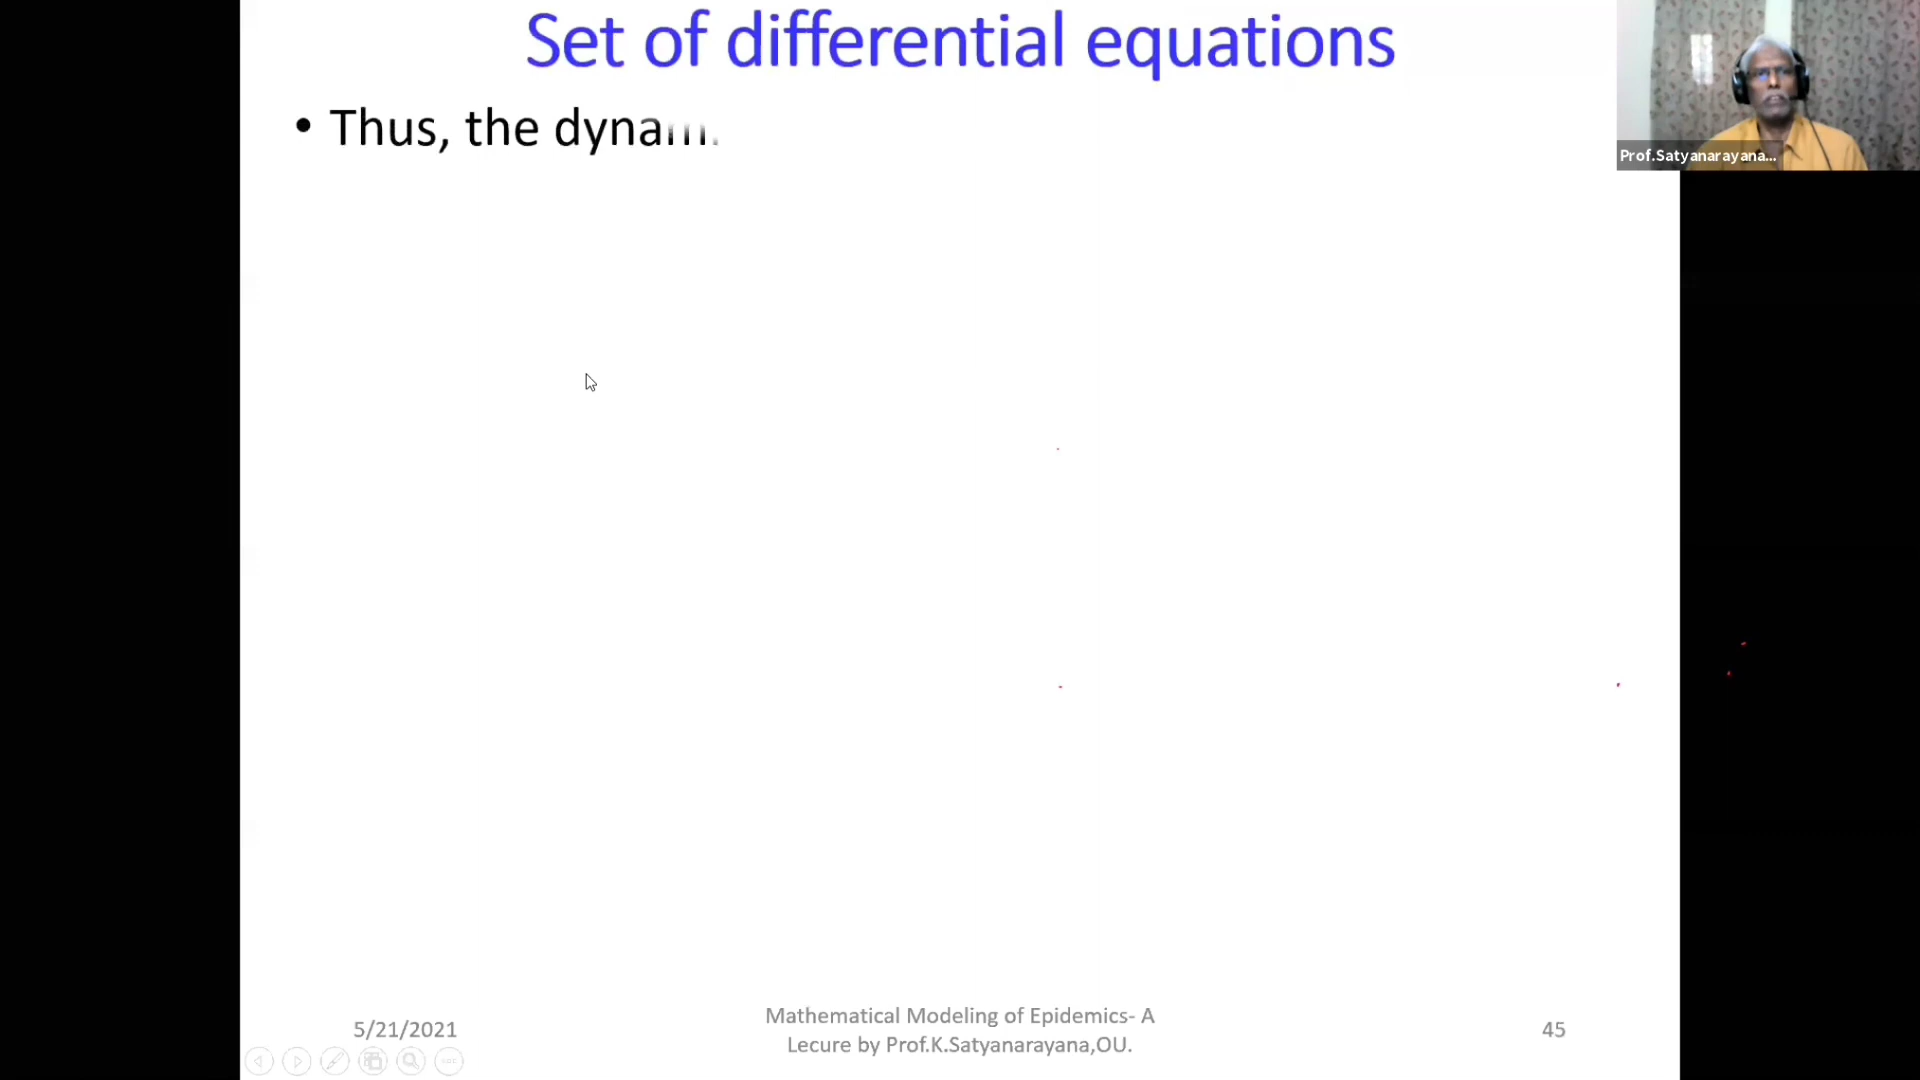 Set of differential equations
• Thus, the
Prof.Satyanarayana...
5/21/2021
Mathematical Modeling of Epidemics- A
Lecure by Prof.K.Satyanarayana,OU.
45